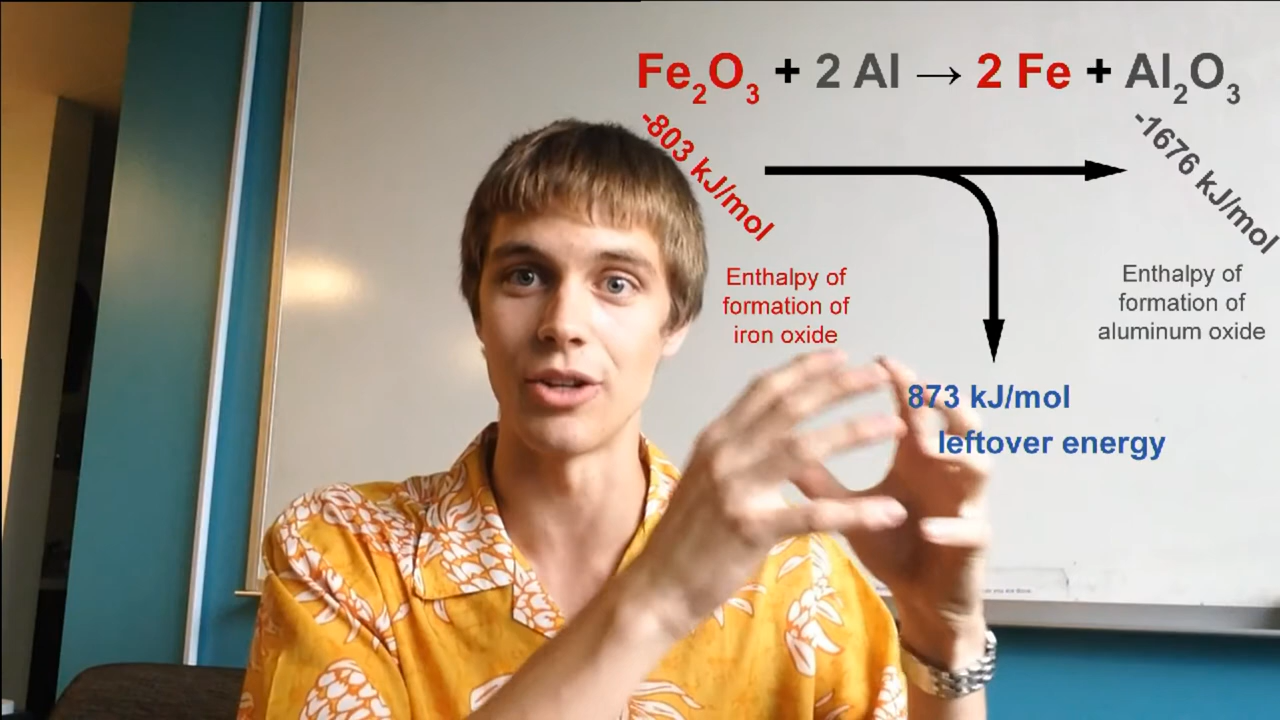 Fe₂O₃ + 2 Al → 2 Fe + Al₂O₃
-803 kJ/mol
-1676 kJ/mol
Enthalpy of
formation of
iron oxide
Enthalpy of
formation of
aluminum oxide
873 kJ/mol
leftover energy